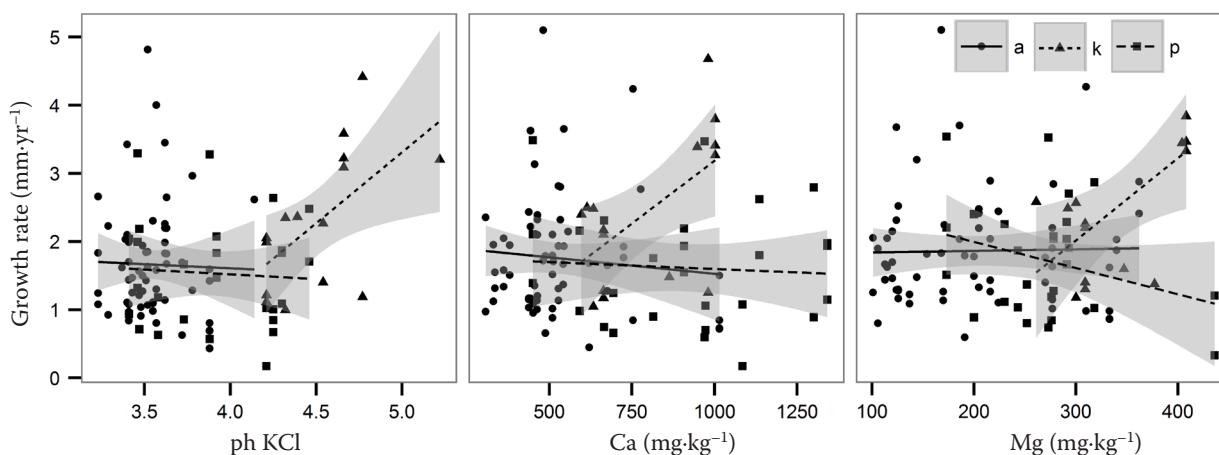 Growth rate (mm·yr⁻¹)
5
4
3
2
1
0
3.5 4.0 4.5 5.0
ph KCl
500 750 1000 1250
Ca (mg·kg⁻¹)
a k p
100 200 300 400
Mg (mg·kg⁻¹)